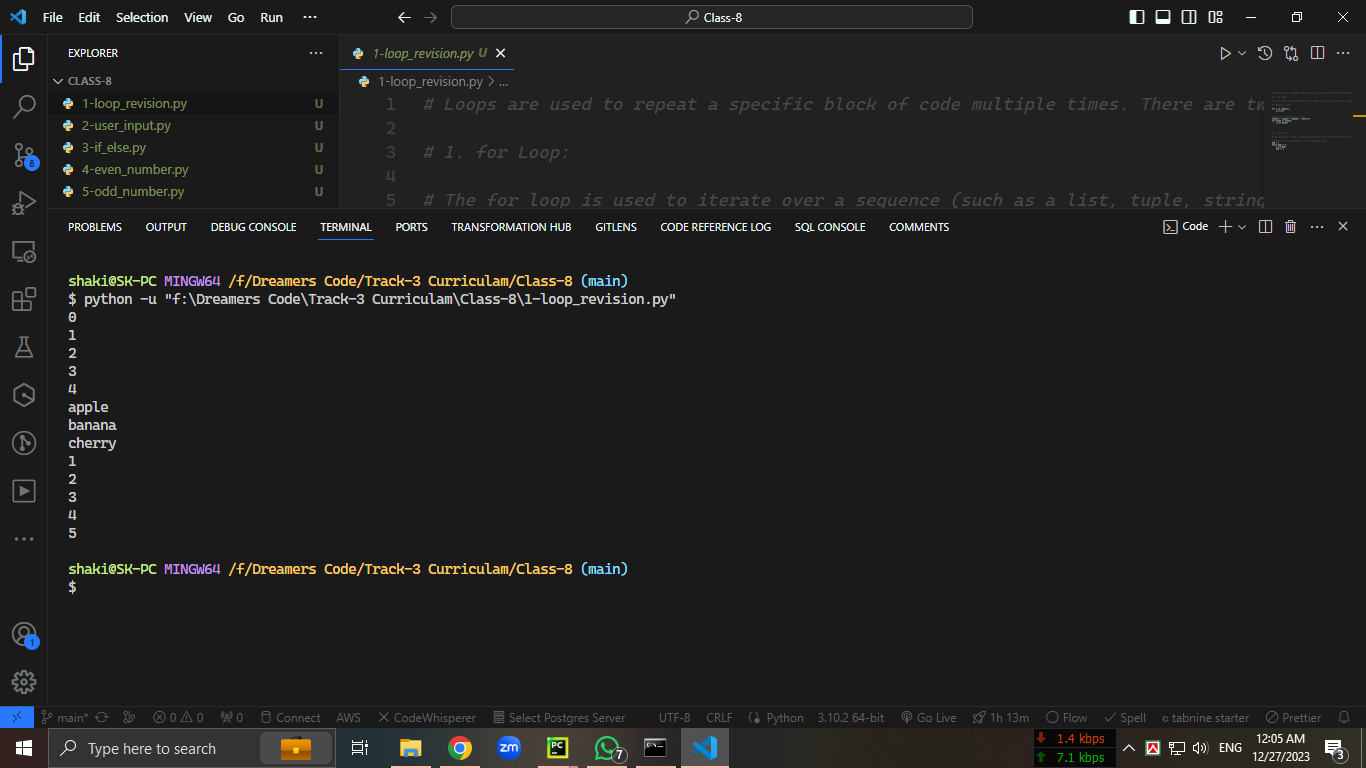 File Edit Selection View Go Run ···
Class-8
EXPLORER ···
1-loop_revision.py U
CLASS-8
1-loop_revision.py U
2-user_input.py U
3-if_else.py U
4-even_number.py U
5-odd_number.py U
1-loop_revision.py > ...
1 # Loops are used to repeat a specific block of code multiple times. There are tw
2
3 # 1. for Loop:
4
5 # The for loop is used to iterate over a sequence (such as a list, tuple, string
PROBLEMS OUTPUT DEBUG CONSOLE TERMINAL PORTS TRANSFORMATION HUB GITLENS CODE REFERENCE LOG SQL CONSOLE COMMENTS Code
shaki@SK-PC MINGW64 /f/Dreamers Code/Track-3 Curriculam/Class-8 (main)
$ python -u "f:\Dreamers Code\Track-3 Curriculam\Class-8\1-loop_revision.py"
0
1
2
3
4
apple
banana
cherry
1
2
3
4
5
shaki@SK-PC MINGW64 /f/Dreamers Code/Track-3 Curriculam/Class-8 (main)
$
8
1
main* 0 0 0 Connect AWS CodeWhisperer Select Postgres Server UTF-8 CRLF Python 3.10.2 64-bit Go Live 1h 13m Flow Spell tabnine starter Prettier
Type here to search
zm
PC
7
1.4 kbps
7.1 kbps
ENG
12:05 AM
12/27/2023
3